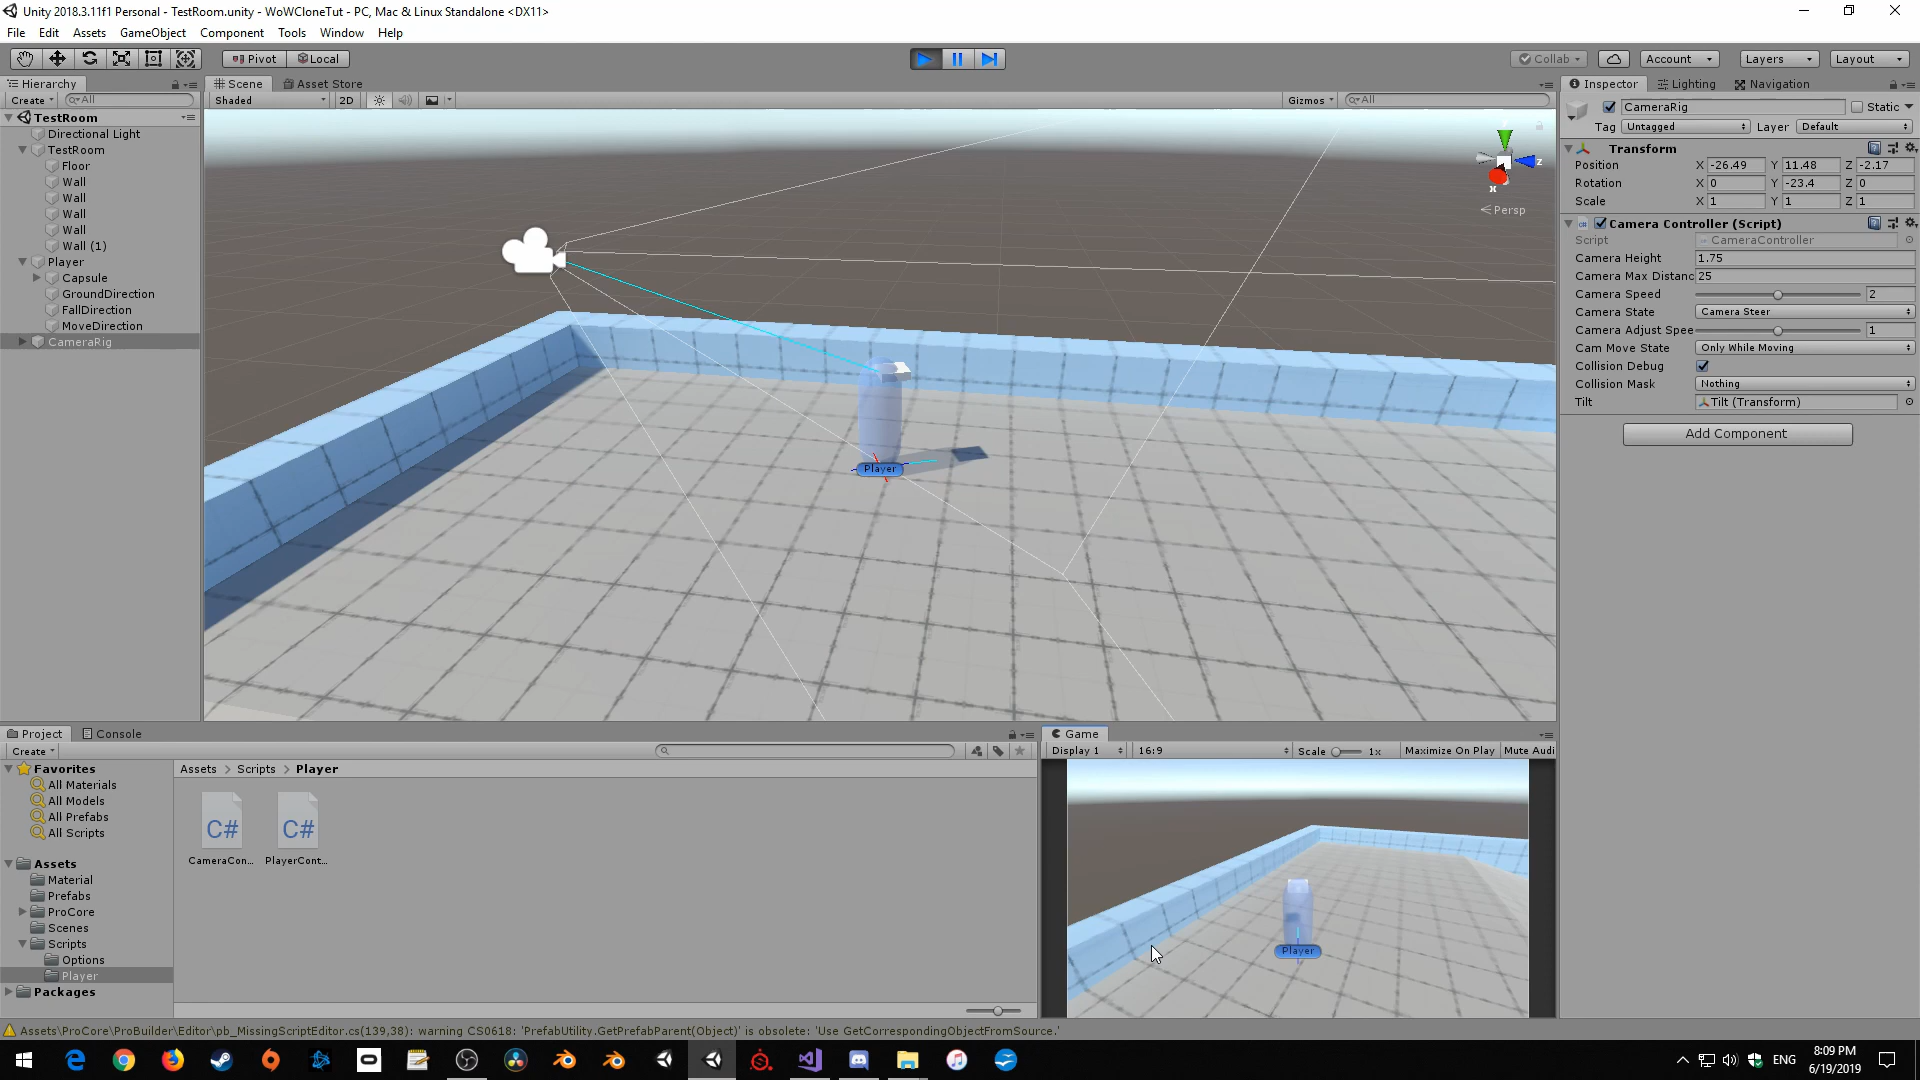 Unity 2018.3.11f1 Personal - TestRoom.unity - WoWCloneTut - PC, Mac & Linux Standalone <DX11>
File Edit Assets GameObject Component Tools Window Help
Pivot Local Collab Account Layers Layout
Hierarchy
Create All
TestRoom
Directional Light
TestRoom
Floor
Wall
Wall
Wall
Wall
Wall (1)
Player
Capsule
GroundDirection
FallDirection
MoveDirection
CameraRig
Scene Asset Store
Shaded 2D Gizmos All
y
z
x
Persp
Player
Inspector Lighting Navigation
CameraRig Static
Tag Untagged Layer Default
Transform
Position X -26.49 Y 11.48 Z -2.17
Rotation X 0 Y -23.4 Z 0
Scale X 1 Y 1 Z 1
Camera Controller (Script)
Script CameraController
Camera Height 1.75
Camera Max Distanc 25
Camera Speed 2
Camera State Camera Steer
Camera Adjust Spee 1
Cam Move State Only While Moving
Collision Debug
Collision Mask Nothing
Tilt Tilt (Transform)
Add Component
Project Console
Create
Favorites
All Materials
All Models
All Prefabs
All Scripts
Assets
Material
Prefabs
ProCore
Scenes
Scripts
Options
Player
Packages
Assets > Scripts > Player
C# C#
CameraCon... PlayerCont...
Game
Display 1 16:9 Scale 1x Maximize On Play Mute Audi
Player
Assets\ProCore\ProBuilder\Editor\pb_MissingScriptEditor.cs(139,38): warning CS0618: 'PrefabUtility.GetPrefabParent(Object)' is obsolete: 'Use GetCorrespondingObjectFromSource.'
ENG
8:09 PM
6/19/2019